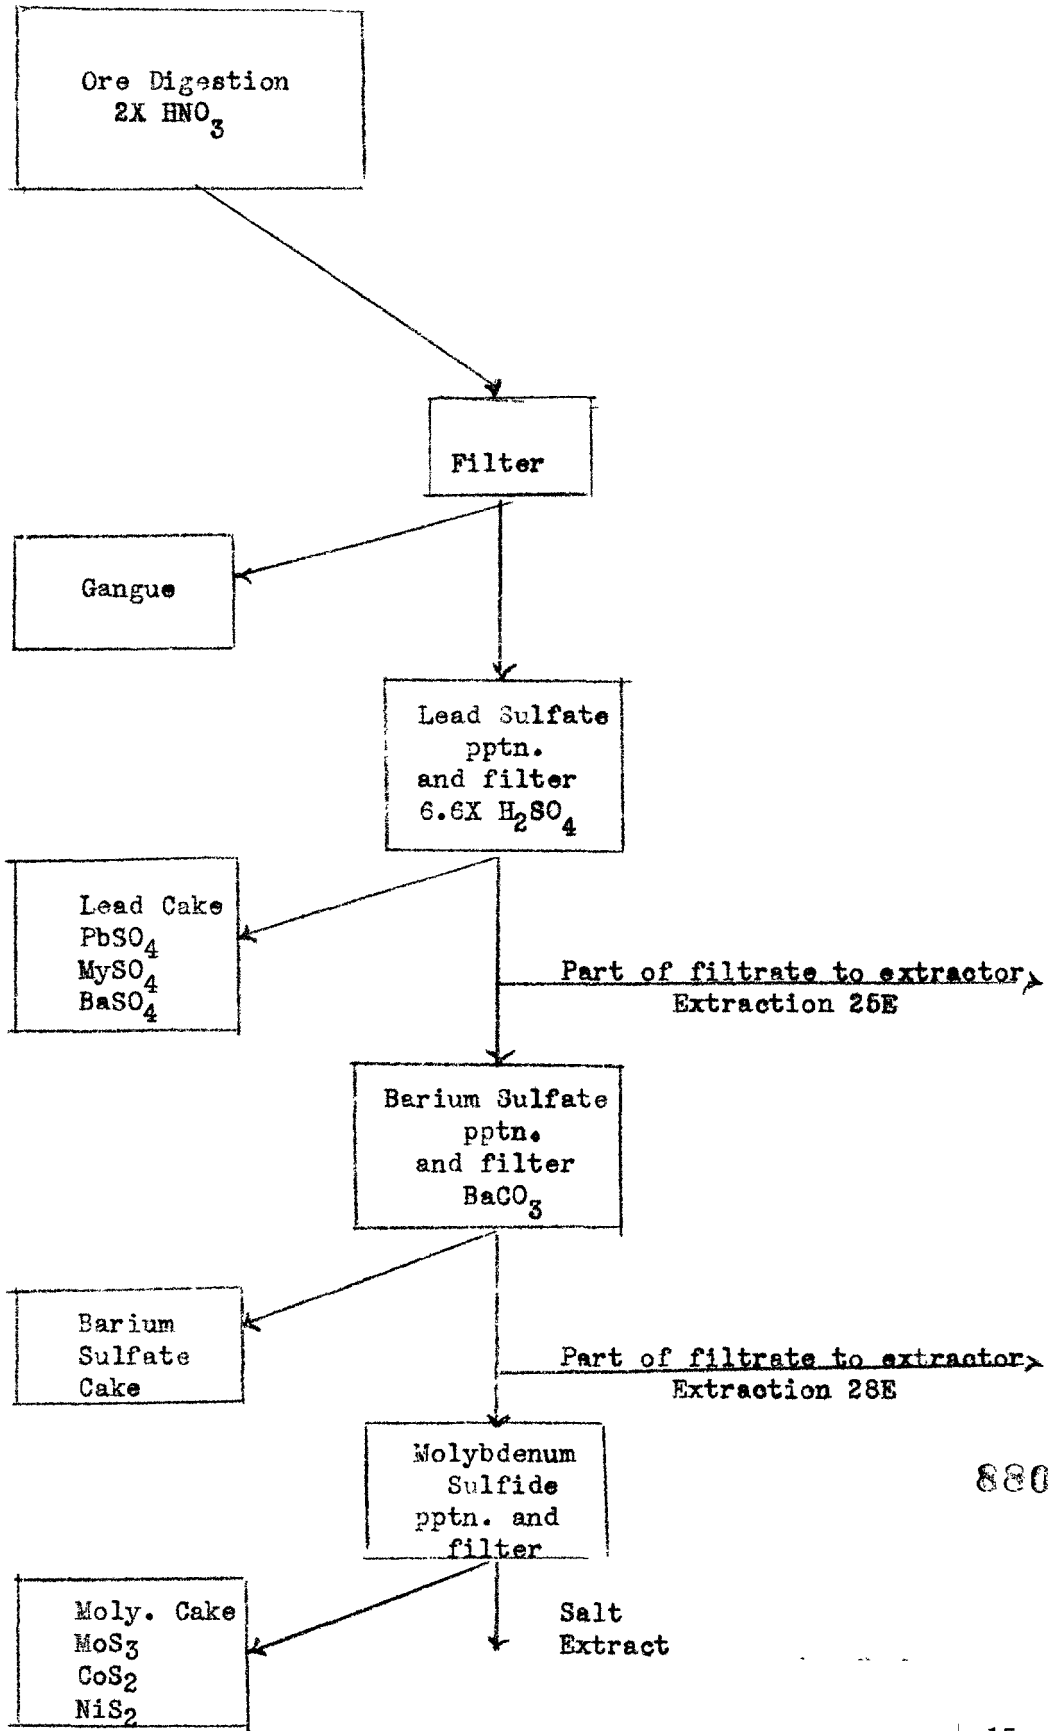 Ore Digestion
2X HNO3
Filter
Gangue
Lead Sulfate
pptn.
and filter
6.6X H2SO4
Lead Cake
PbSO4
MySO4
BaSO4
Part of filtrate to extractor
Extraction 25E
Barium Sulfate
pptn.
and filter
BaCO3
Barium
Sulfate
Cake
Part of filtrate to extractor
Extraction 28E
Molybdenum
Sulfide
pptn. and
filter
880
Moly. Cake
MoS3
CoS2
NiS2
Salt
Extract